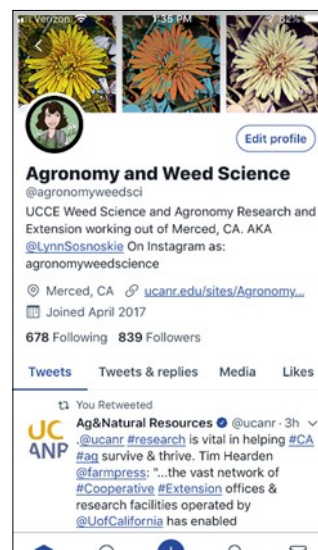 Verizon 1:35 PM 82%
Edit profile
Agronomy and Weed Science
@agronomyweedsci
UCCE Weed Science and Agronomy Research and
Extension working out of Merced, CA. AKA
@LynnSosnoskie On Instagram as:
agronomyweedscience
Merced, CA ucanr.edu/sites/Agronomy...
Joined April 2017
678 Following 839 Followers
Tweets Tweets & replies Media Likes
You Retweeted
UC
ANR
Ag&Natural Resources @ucanr · 3h
.@ucanr #research is vital in helping #CA
#ag survive & thrive. Tim Hearden
@farmpress: "...the vast network of
#Cooperative #Extension offices &
research facilities operated by
@UofCalifornia has enabled